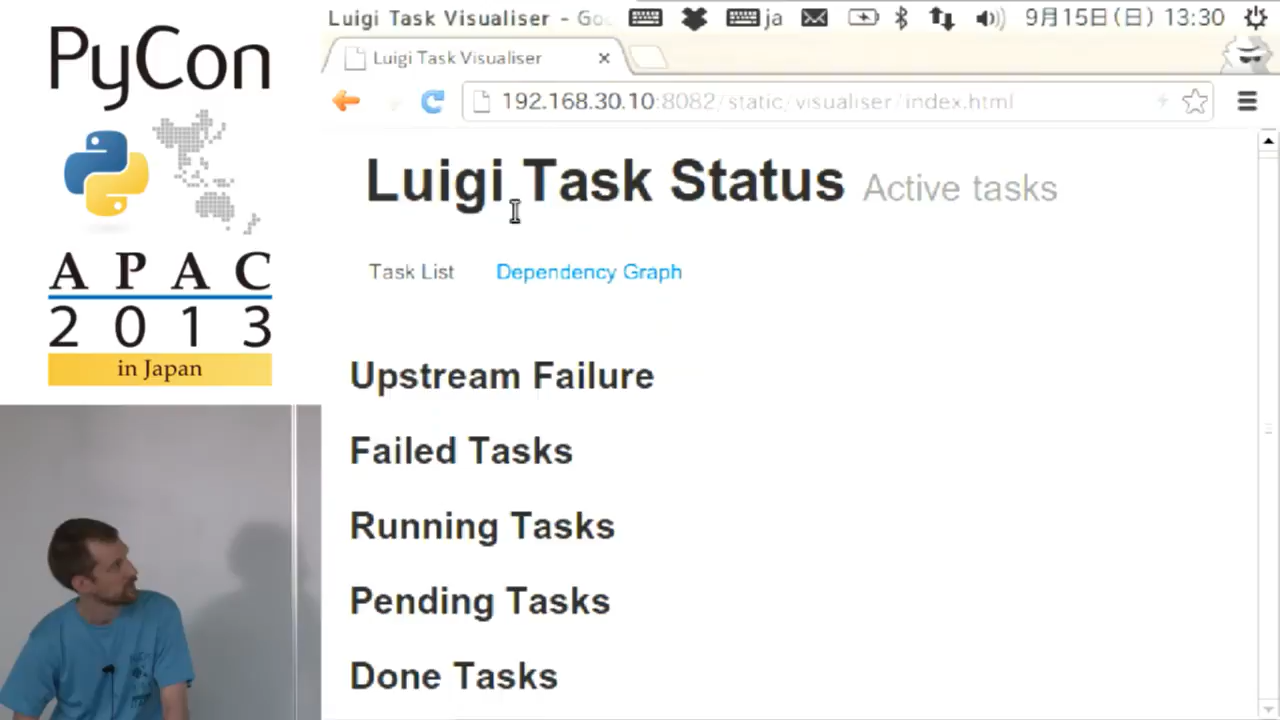 PyCon
APAC
2013
in Japan
Luigi Task Visualiser - Go
ja
9月15日(日) 13:30
Luigi Task Visualiser
192.168.30.10:8082/static/visualiser/index.html
Luigi Task Status Active tasks
Task List Dependency Graph
Upstream Failure
Failed Tasks
Running Tasks
Pending Tasks
Done Tasks